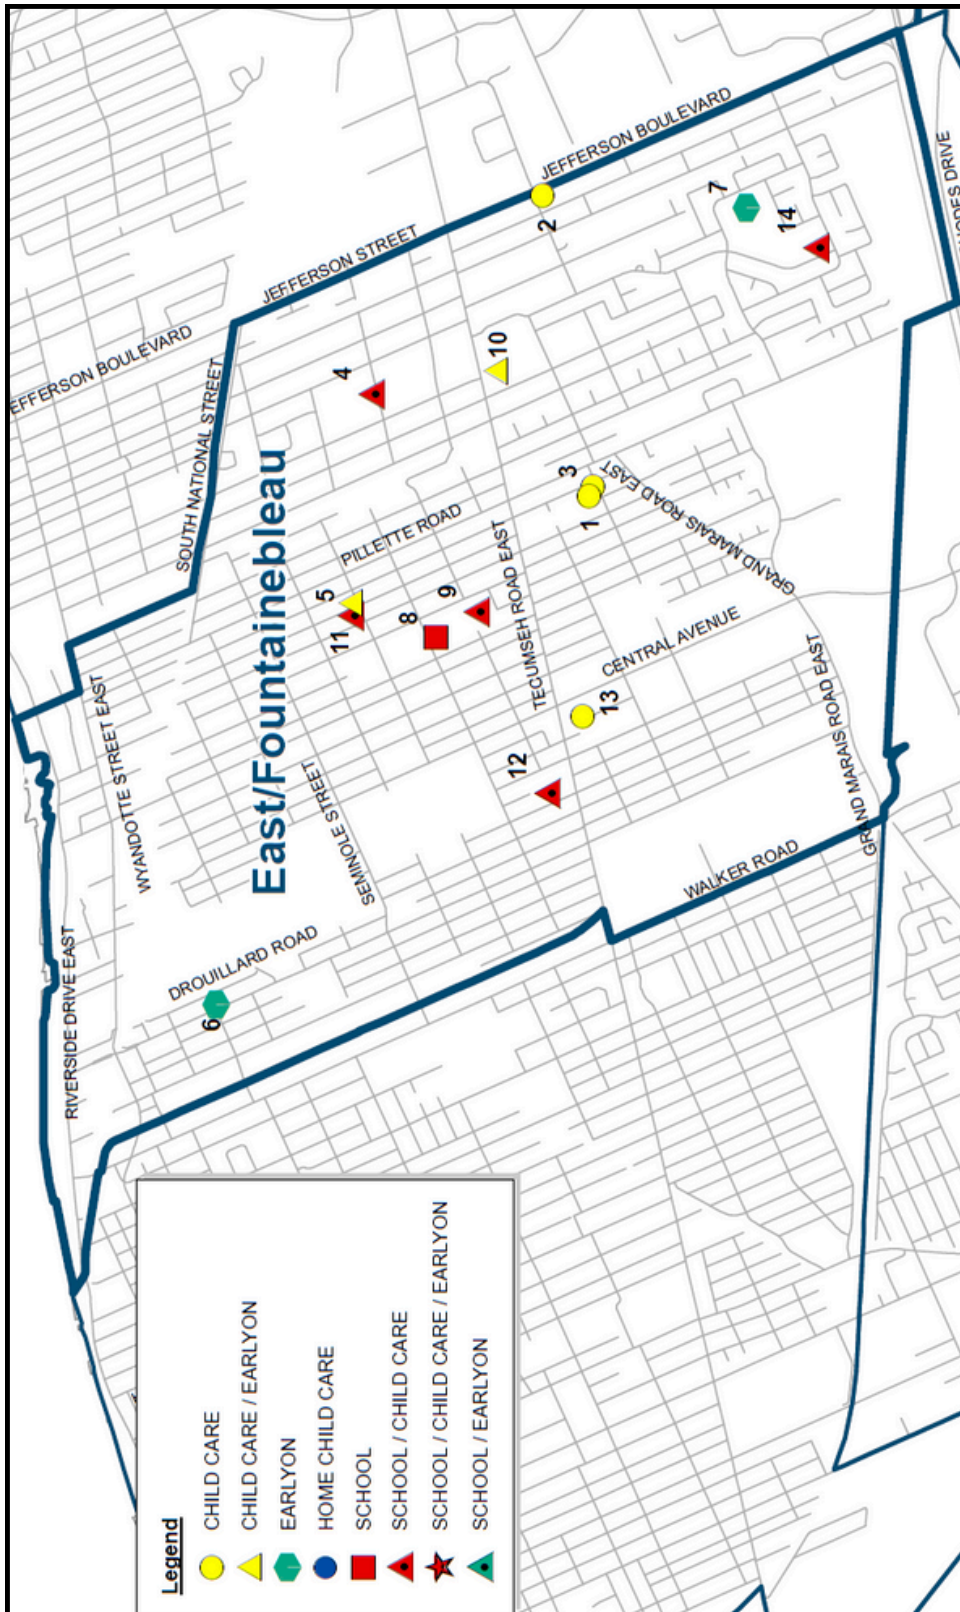 EFFERSON BOULEVARD
SOUTH NATIONAL STREET
JEFFERSON STREET
JEFFERSON BOULEVARD
HODES DRIVE
East/Fountainebleau
RIVERSIDE DRIVE EAST
WYANDOTTE STREET EAST
DROUILLARD ROAD
SEMINOLE STREET
PILLETTE ROAD
TECUMSEH ROAD EAST
CENTRAL AVENUE
GRAND MARAIS ROAD EAST
GRAND MARAIS ROAD EAST
WALKER ROAD
6
11
5
4
8
9
10
12
13
1
3
2
7
14
Legend
CHILD CARE
CHILD CARE / EARLYON
EARLYON
HOME CHILD CARE
SCHOOL
SCHOOL / CHILD CARE
SCHOOL / CHILD CARE / EARLYON
SCHOOL / EARLYON